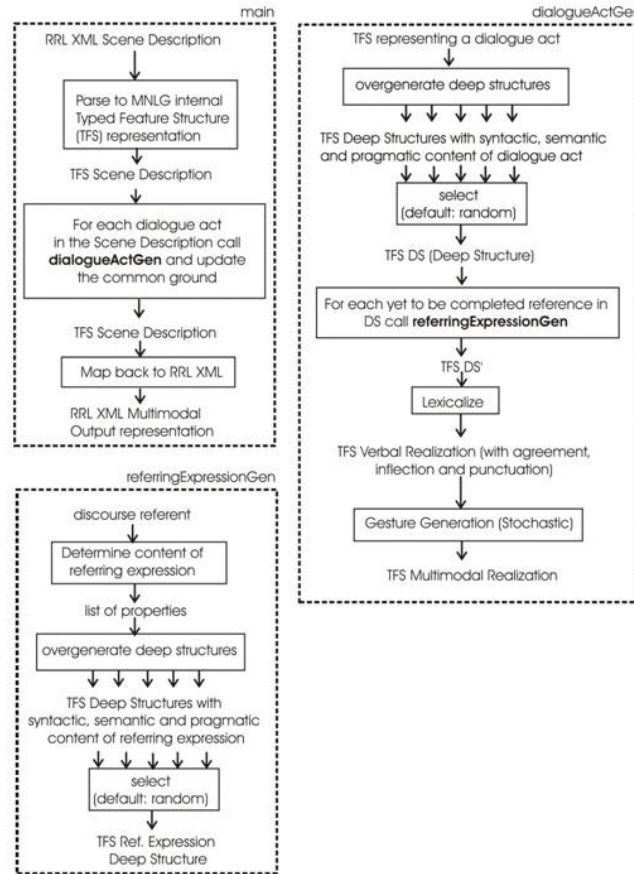 main
RRL XML Scene Description
Parse to MNLG internal
Typed Feature Structure
(TFS) representation
TFS Scene Description
For each dialogue act
in the Scene Description call
dialogueActGen and update
the common ground
TFS Scene Description
Map back to RRL XML
RRL XML Multimodal
Output representation
referringExpressionGen
discourse referent
Determine content of
referring expression
list of properties
overgenerate deep structures
TFS Deep Structures with
syntactic, semantic and pragmatic
content of referring expression
select
(default: random)
TFS Ref. Expression
Deep Structure
dialogueActGen
TFS representing a dialogue act
overgenerate deep structures
TFS Deep Structures with syntactic, semantic
and pragmatic content of dialogue act
select
(default: random)
TFS DS (Deep Structure)
For each yet to be completed reference in
DS call referringExpressionGen
TFS DS'
Lexicalize
TFS Verbal Realization (with agreement,
inflection and punctuation)
Gesture Generation (Stochastic)
TFS Multimodal Realization